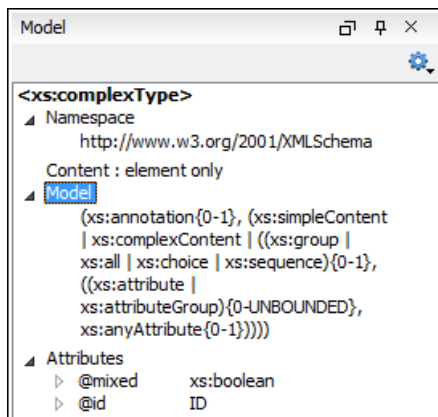 Model
<xs:complexType>
Namespace
http://www.w3.org/2001/XMLSchema
Content : element only
Model
(xs:annotation{0-1}, (xs:simpleContent
| xs:complexContent | ((xs:group |
xs:all | xs:choice | xs:sequence){0-1},
((xs:attribute |
xs:attributeGroup){0-UNBOUNDED},
xs:anyAttribute{0-1}))))
Attributes
@mixed xs:boolean
@id ID